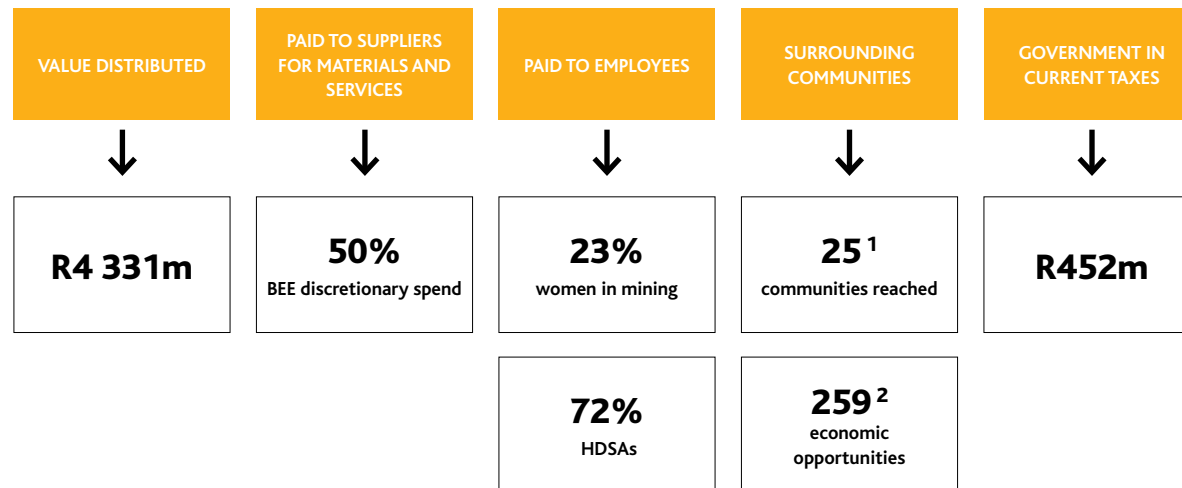 VALUE DISTRIBUTED
PAID TO SUPPLIERS
FOR MATERIALS AND
SERVICES
PAID TO EMPLOYEES
SURROUNDING
COMMUNITIES
GOVERNMENT IN
CURRENT TAXES
R4 331m
50%
BEE discretionary spend
23%
women in mining
25 ¹
communities reached
R452m
72%
HDSAs
259 ²
economic
opportunities